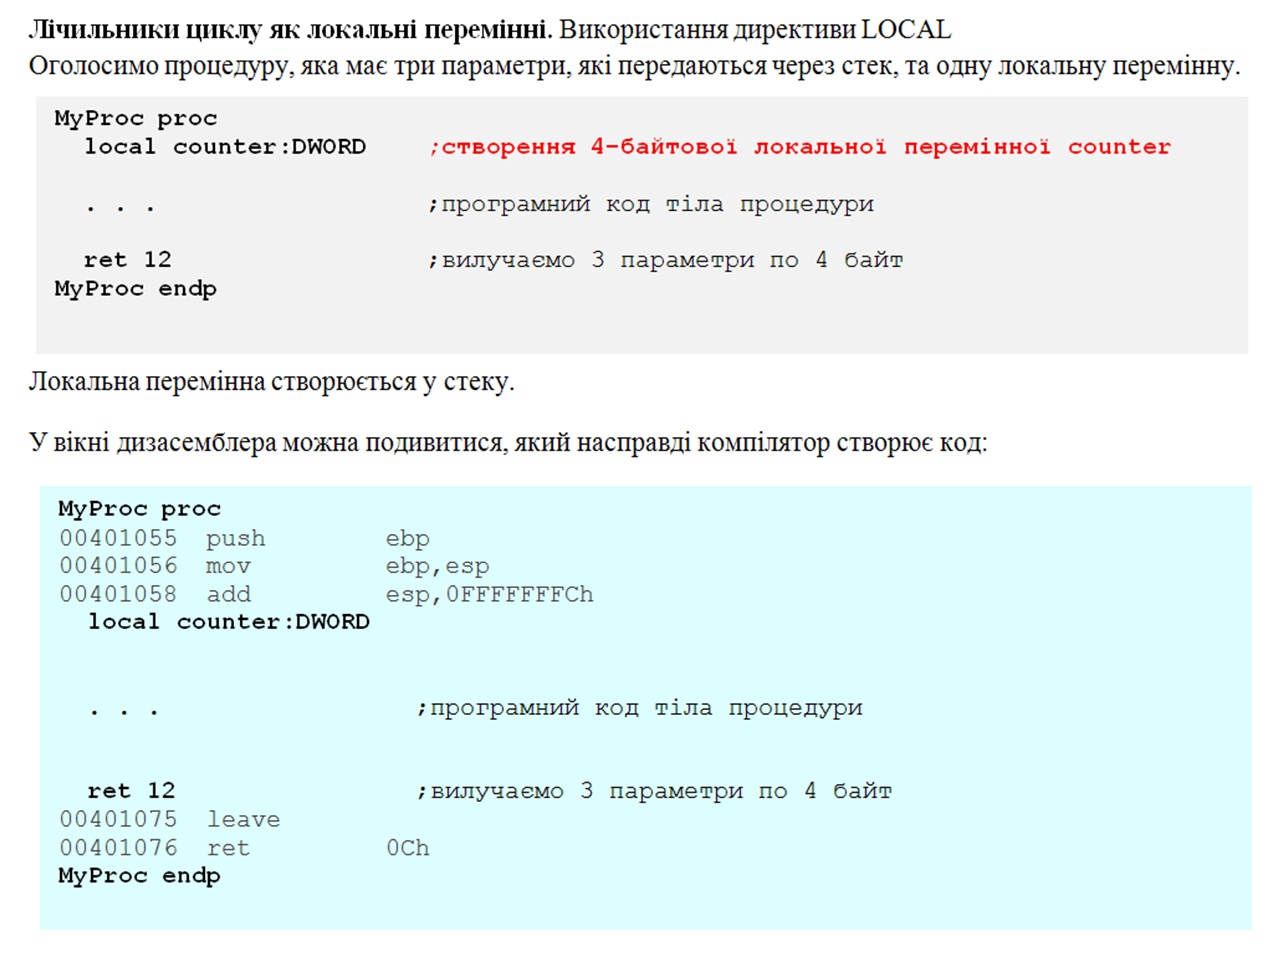 Лічильники циклу як локальні перемінні. Використання директиви LOCAL
Оголосимо процедуру, яка має три параметри, які передаються через стек, та одну локальну перемінну.
MyProc proc
local counter:DWORD ;створення 4-байтової локальної перемінної counter
. . . ;програмний код тіла процедури
ret 12 ;вилучаємо 3 параметри по 4 байт
MyProc endp
Локальна перемінна створюється у стеку.
У вікні дизасемблера можна подивитися, який насправді компілятор створює код:
MyProc proc
00401055 push ebp
00401056 mov ebp,esp
00401058 add esp,0FFFFFFFCh
local counter:DWORD
. . . ;програмний код тіла процедури
ret 12 ;вилучаємо 3 параметри по 4 байт
00401075 leave
00401076 ret 0Ch
MyProc endp